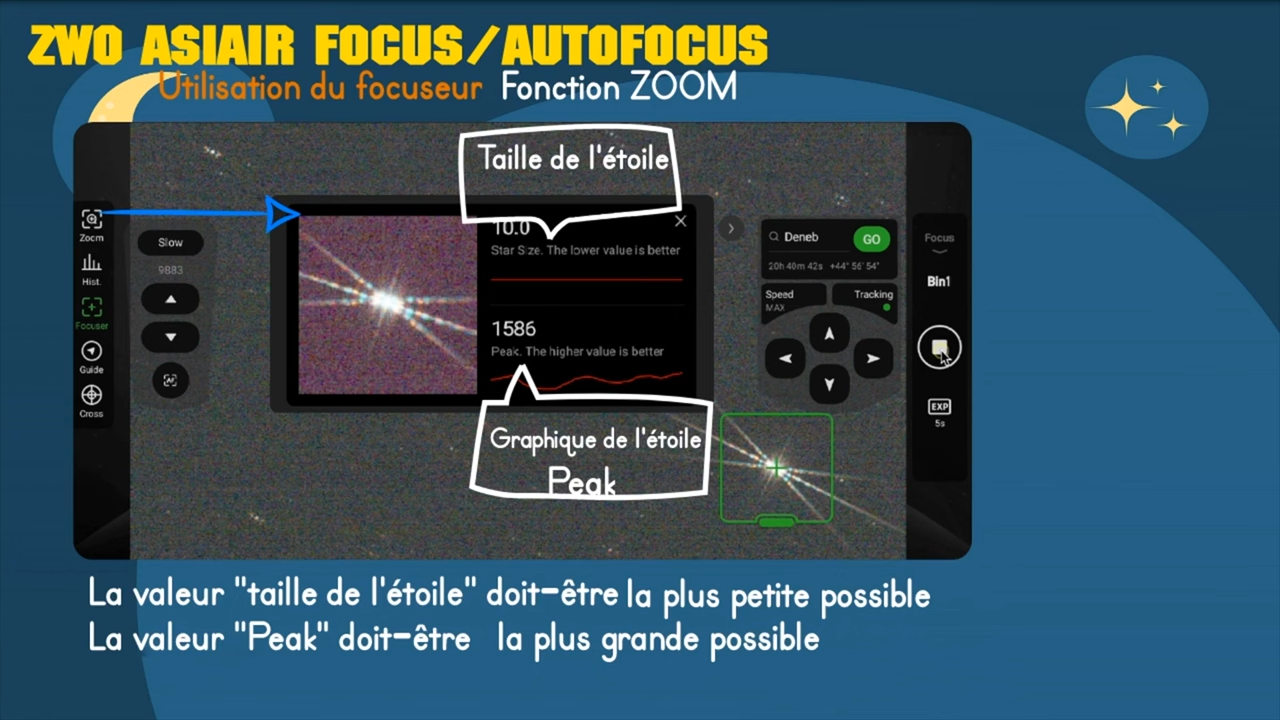 ZWO ASIAIR FOCUS/AUTOFOCUS
Utilisation du focuseur Fonction ZOOM
Taille de l'étoile
Zoom
Hist.
Focuser
Guide
Cross
Slow
9883
AF
10.0
Star Size. The lower value is better
1586
Peak. The higher value is better
Graphique de l'étoile
Peak
Deneb
GO
20h 40m 42s +44° 56' 54"
Speed
MAX
Tracking
Focus
Bin1
EXP
5s
La valeur "taille de l'étoile" doit-être la plus petite possible
La valeur "Peak" doit-être la plus grande possible